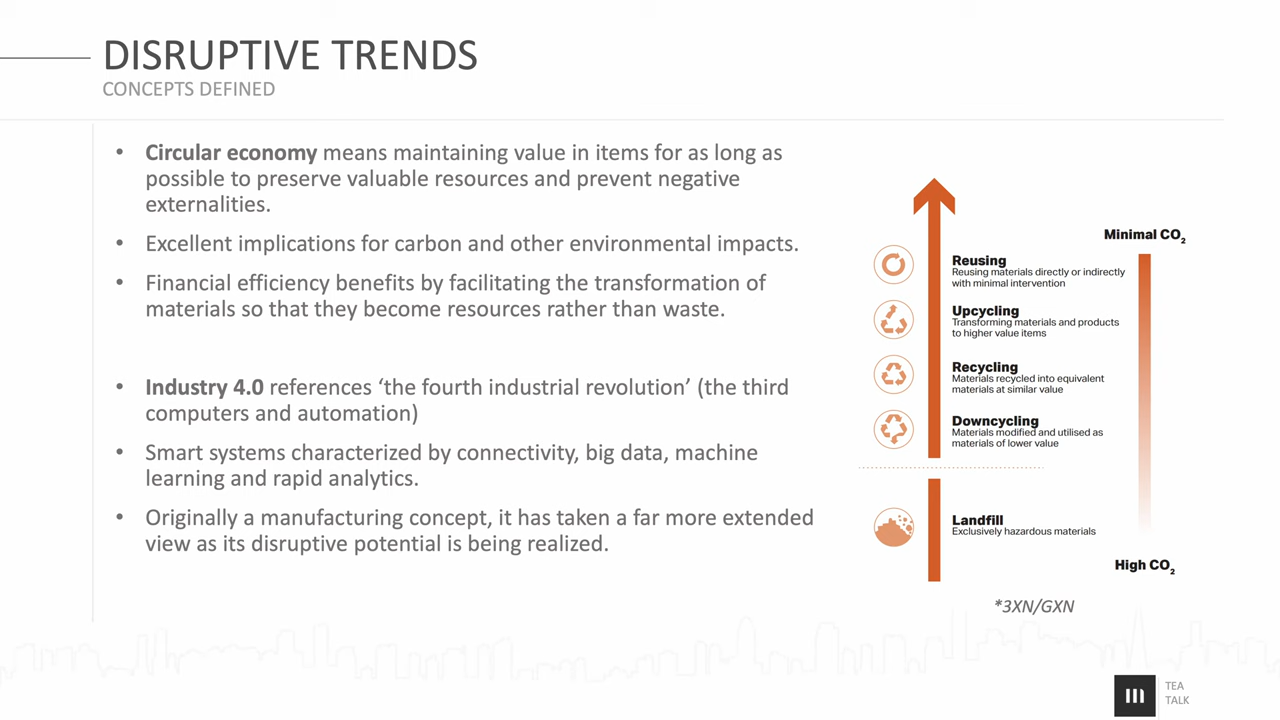 DISRUPTIVE TRENDS
CONCEPTS DEFINED
• Circular economy means maintaining value in items for as long as
possible to preserve valuable resources and prevent negative
externalities.
• Excellent implications for carbon and other environmental impacts.
• Financial efficiency benefits by facilitating the transformation of
materials so that they become resources rather than waste.
• Industry 4.0 references ‘the fourth industrial revolution’ (the third
computers and automation)
• Smart systems characterized by connectivity, big data, machine
learning and rapid analytics.
• Originally a manufacturing concept, it has taken a far more extended
view as its disruptive potential is being realized.
Minimal CO₂
Reusing
Reusing materials directly or indirectly
with minimal intervention
Upcycling
Transforming materials and products
to higher value items
Recycling
Materials recycled into equivalent
materials at similar value
Downcycling
Materials modified and utilised as
materials of lower value
Landfill
Exclusively hazardous materials
High CO₂
*3XN/GXN
m
TEA
TALK